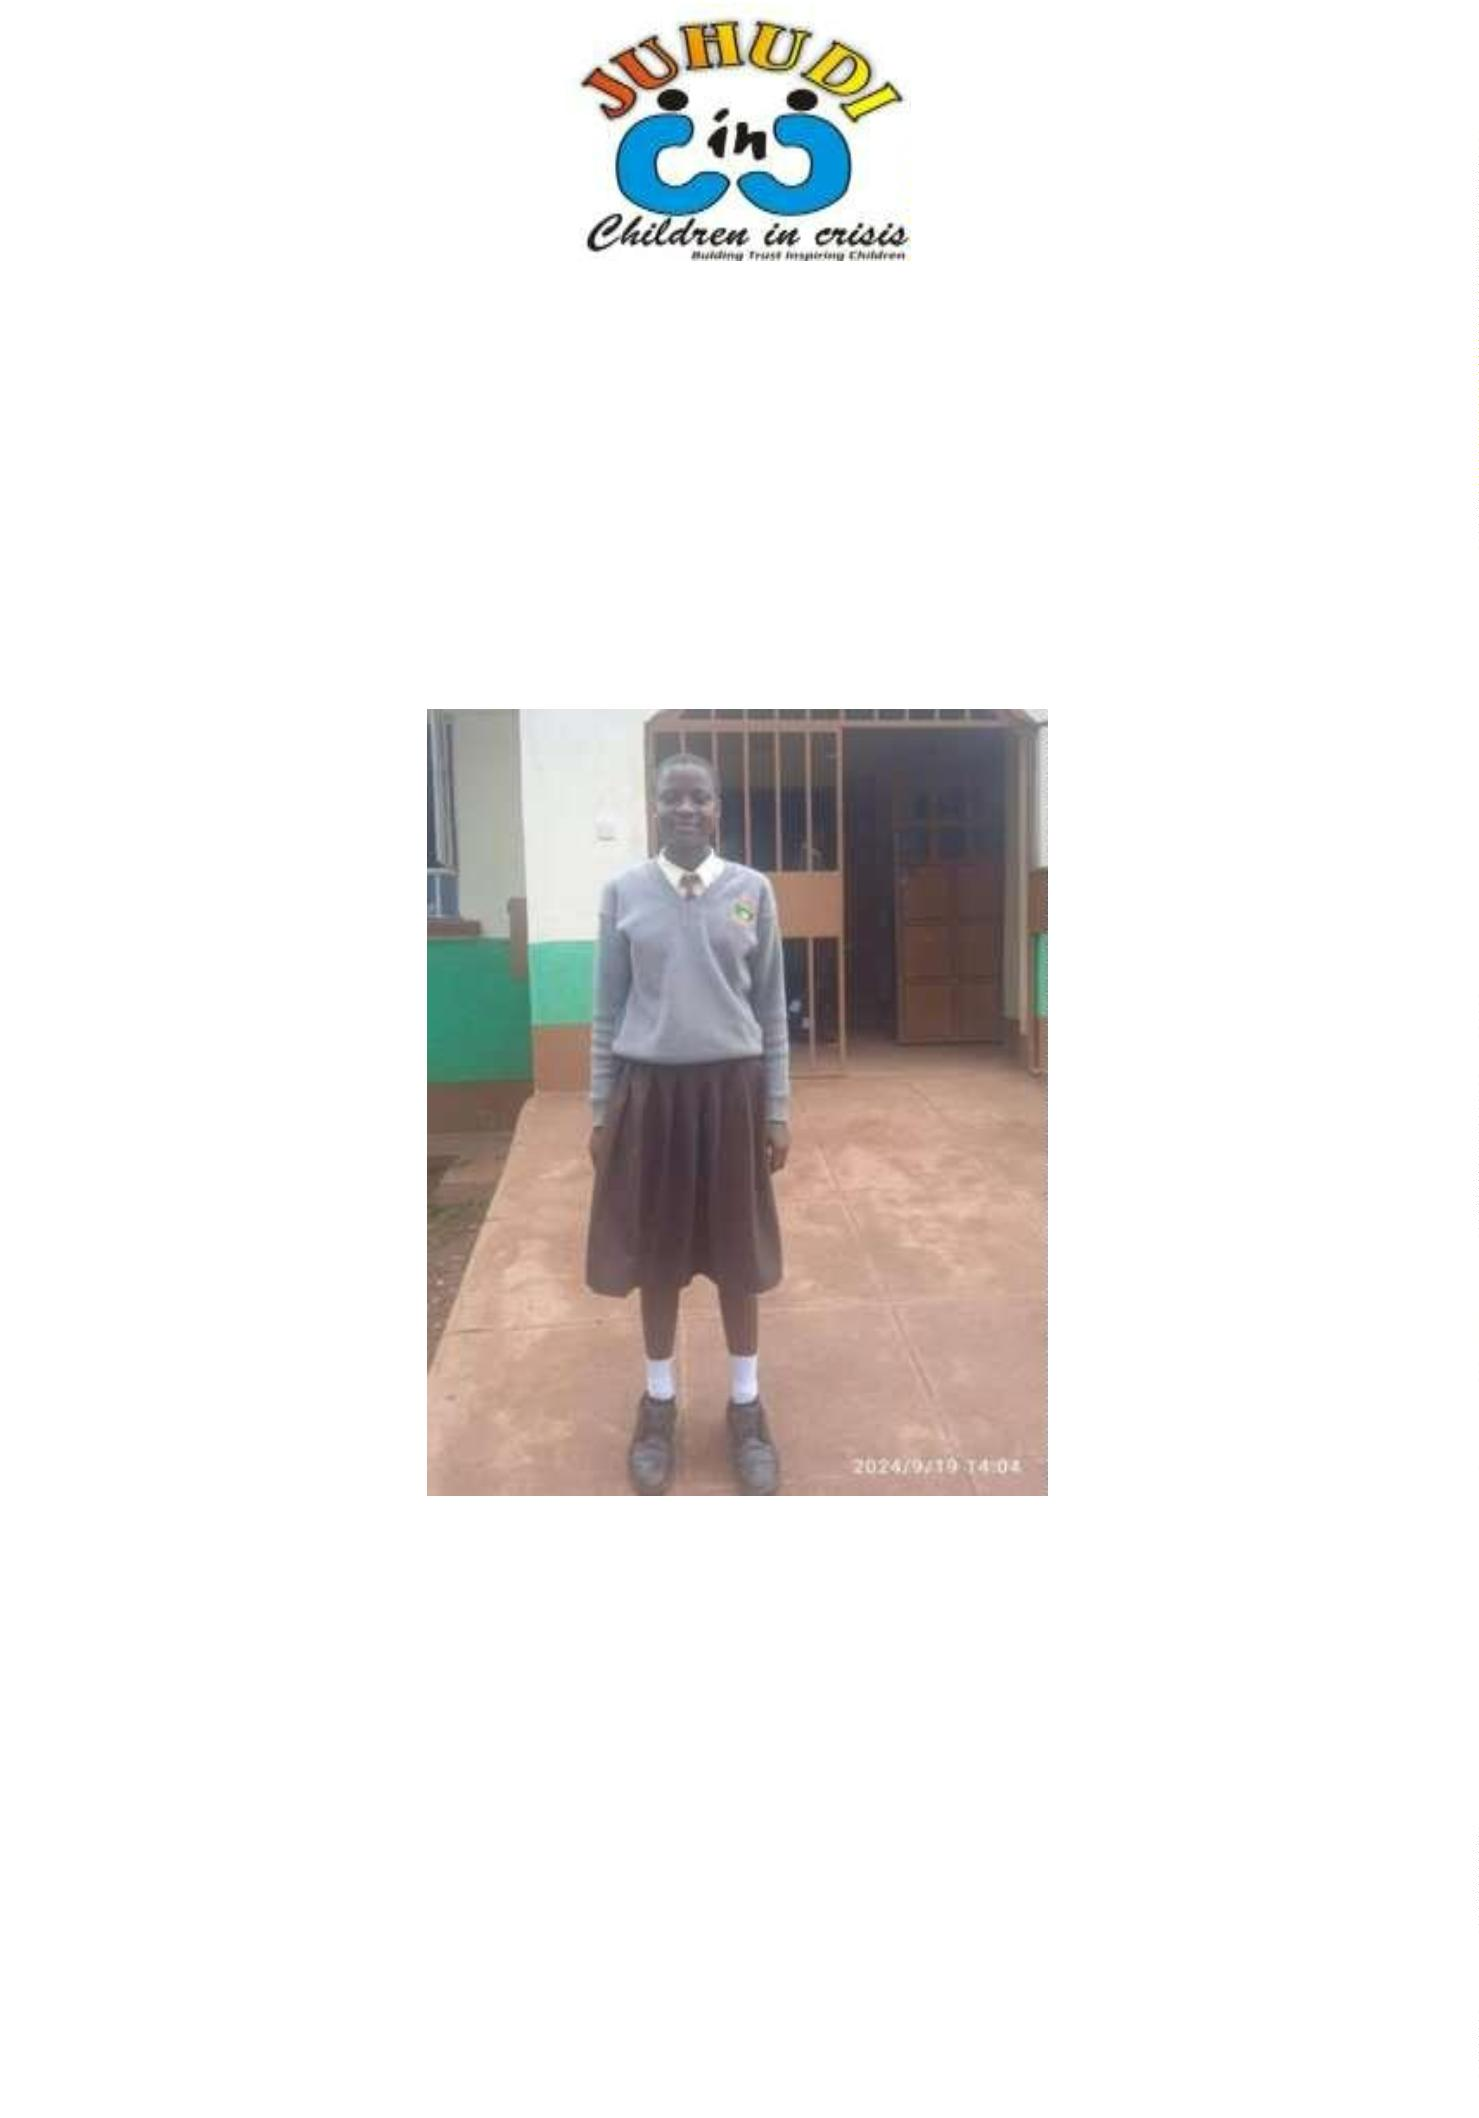 JUHUDI
in
Children in crisis
Building Trust Inspiring Children
2024/9/19 14:04